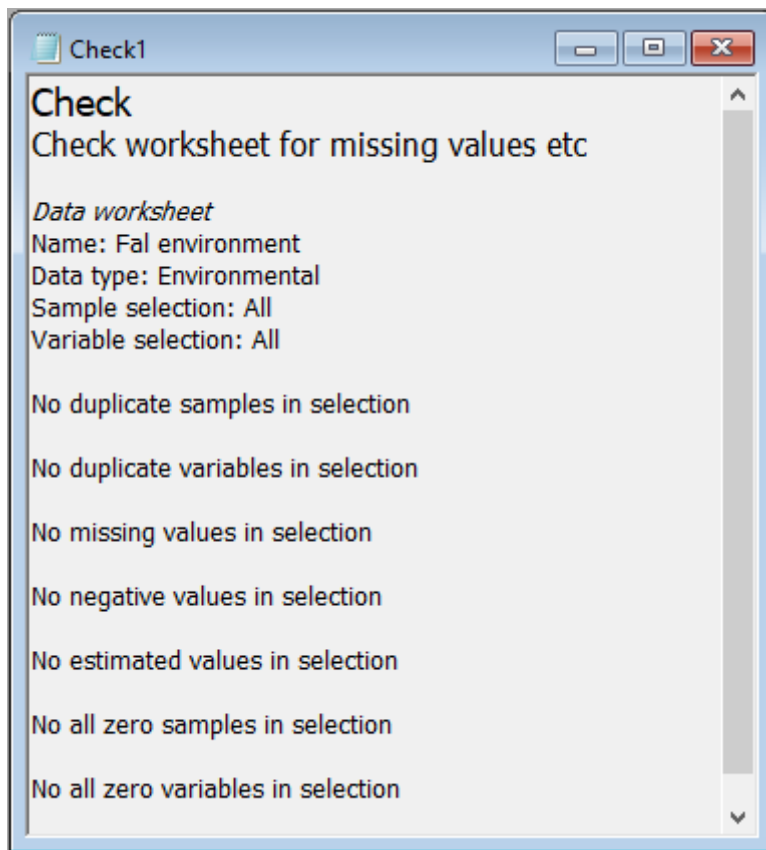 Check1
Check
Check worksheet for missing values etc
Data worksheet
Name: Fal environment
Data type: Environmental
Sample selection: All
Variable selection: All
No duplicate samples in selection
No duplicate variables in selection
No missing values in selection
No negative values in selection
No estimated values in selection
No all zero samples in selection
No all zero variables in selection